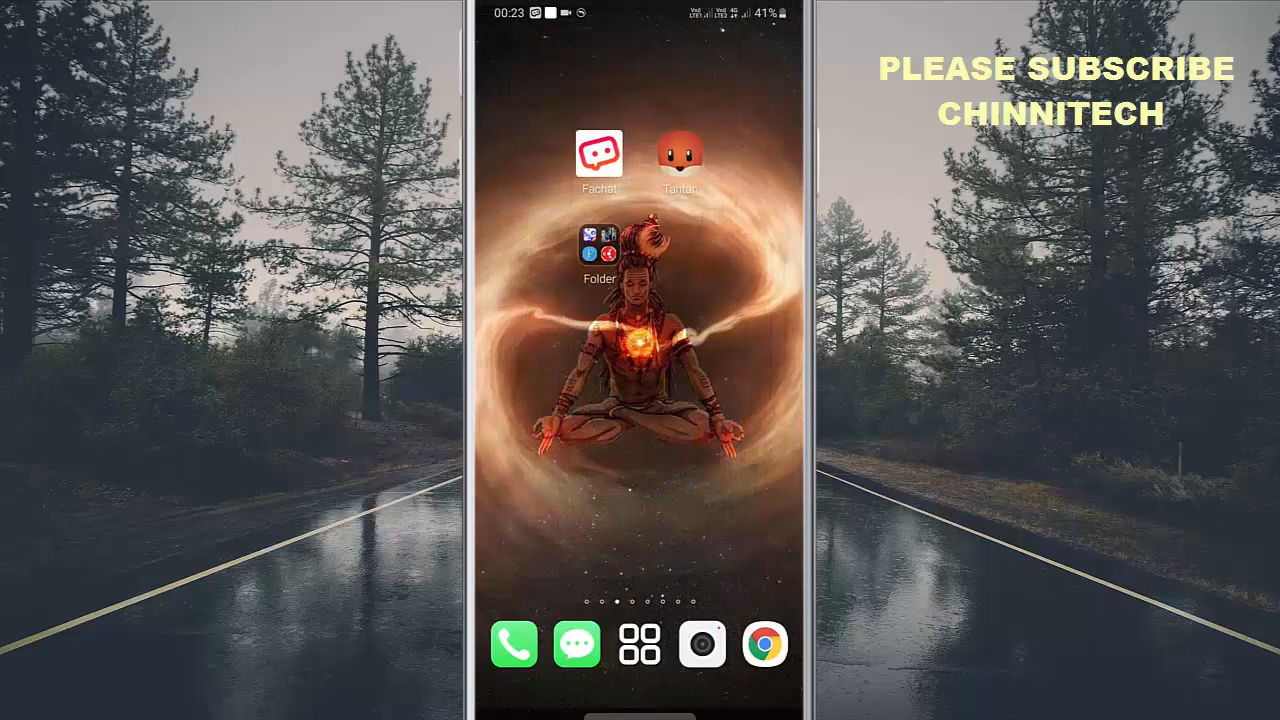 00:23
41%
PLEASE SUBSCRIBE
CHINNITECH
Fachat
Tantan
Folder